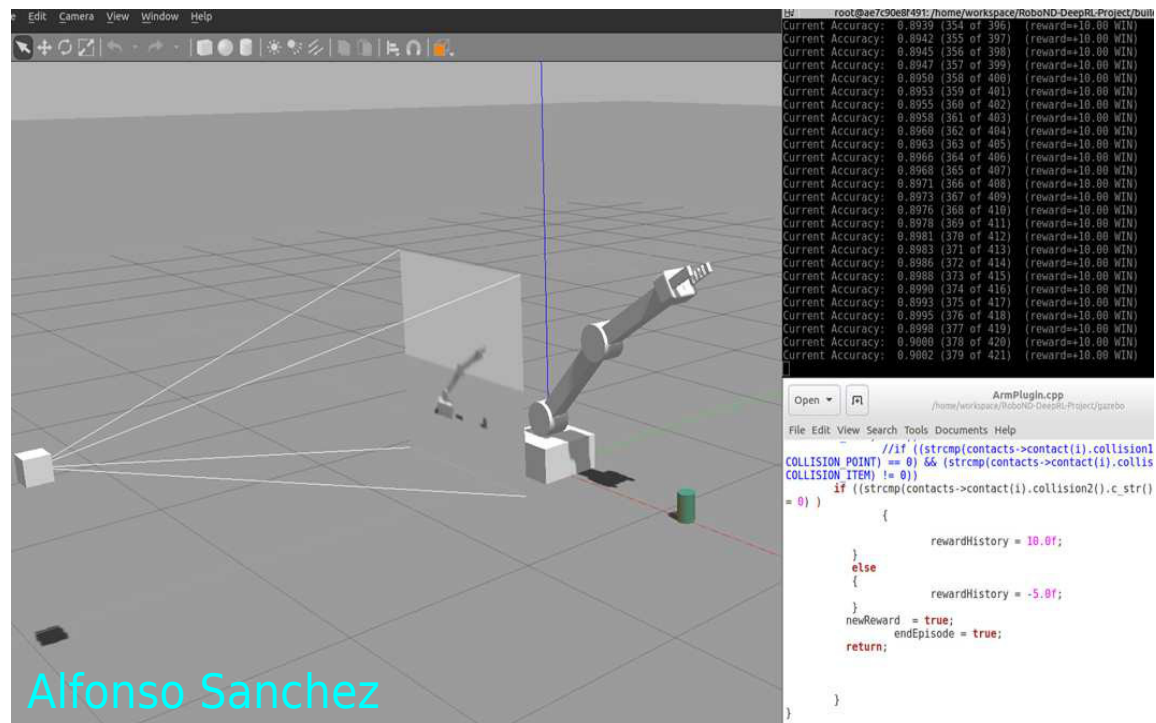 Edit Camera View Window Help
root@ae7c90e8f491: /home/workspace/RoboND-DeepRL-Project/build
Current Accuracy: 0.8939 (354 of 396) (reward=+10.00 WIN)
Current Accuracy: 0.8942 (355 of 397) (reward=+10.00 WIN)
Current Accuracy: 0.8945 (356 of 398) (reward=+10.00 WIN)
Current Accuracy: 0.8947 (357 of 399) (reward=+10.00 WIN)
Current Accuracy: 0.8950 (358 of 400) (reward=+10.00 WIN)
Current Accuracy: 0.8953 (359 of 401) (reward=+10.00 WIN)
Current Accuracy: 0.8955 (360 of 402) (reward=+10.00 WIN)
Current Accuracy: 0.8958 (361 of 403) (reward=+10.00 WIN)
Current Accuracy: 0.8960 (362 of 404) (reward=+10.00 WIN)
Current Accuracy: 0.8963 (363 of 405) (reward=+10.00 WIN)
Current Accuracy: 0.8966 (364 of 406) (reward=+10.00 WIN)
Current Accuracy: 0.8968 (365 of 407) (reward=+10.00 WIN)
Current Accuracy: 0.8971 (366 of 408) (reward=+10.00 WIN)
Current Accuracy: 0.8973 (367 of 409) (reward=+10.00 WIN)
Current Accuracy: 0.8976 (368 of 410) (reward=+10.00 WIN)
Current Accuracy: 0.8978 (369 of 411) (reward=+10.00 WIN)
Current Accuracy: 0.8981 (370 of 412) (reward=+10.00 WIN)
Current Accuracy: 0.8983 (371 of 413) (reward=+10.00 WIN)
Current Accuracy: 0.8986 (372 of 414) (reward=+10.00 WIN)
Current Accuracy: 0.8988 (373 of 415) (reward=+10.00 WIN)
Current Accuracy: 0.8990 (374 of 416) (reward=+10.00 WIN)
Current Accuracy: 0.8993 (375 of 417) (reward=+10.00 WIN)
Current Accuracy: 0.8995 (376 of 418) (reward=+10.00 WIN)
Current Accuracy: 0.8998 (377 of 419) (reward=+10.00 WIN)
Current Accuracy: 0.9000 (378 of 420) (reward=+10.00 WIN)
Current Accuracy: 0.9002 (379 of 421) (reward=+10.00 WIN)
Open
ArmPlugin.cpp
/home/workspace/RoboND-DeepRL-Project/gazebo
File Edit View Search Tools Documents Help
//if ((strcmp(contacts->contact(i).collision1
COLLISION_POINT) == 0) && (strcmp(contacts->contact(i).collis
COLLISION_ITEM) != 0))
if ((strcmp(contacts->contact(i).collision2().c_str()
= 0) )
{
rewardHistory = 10.0f;
}
else
{
rewardHistory = -5.0f;
}
newReward = true;
endEpisode = true;
return;
}
}
Alfonso Sanchez